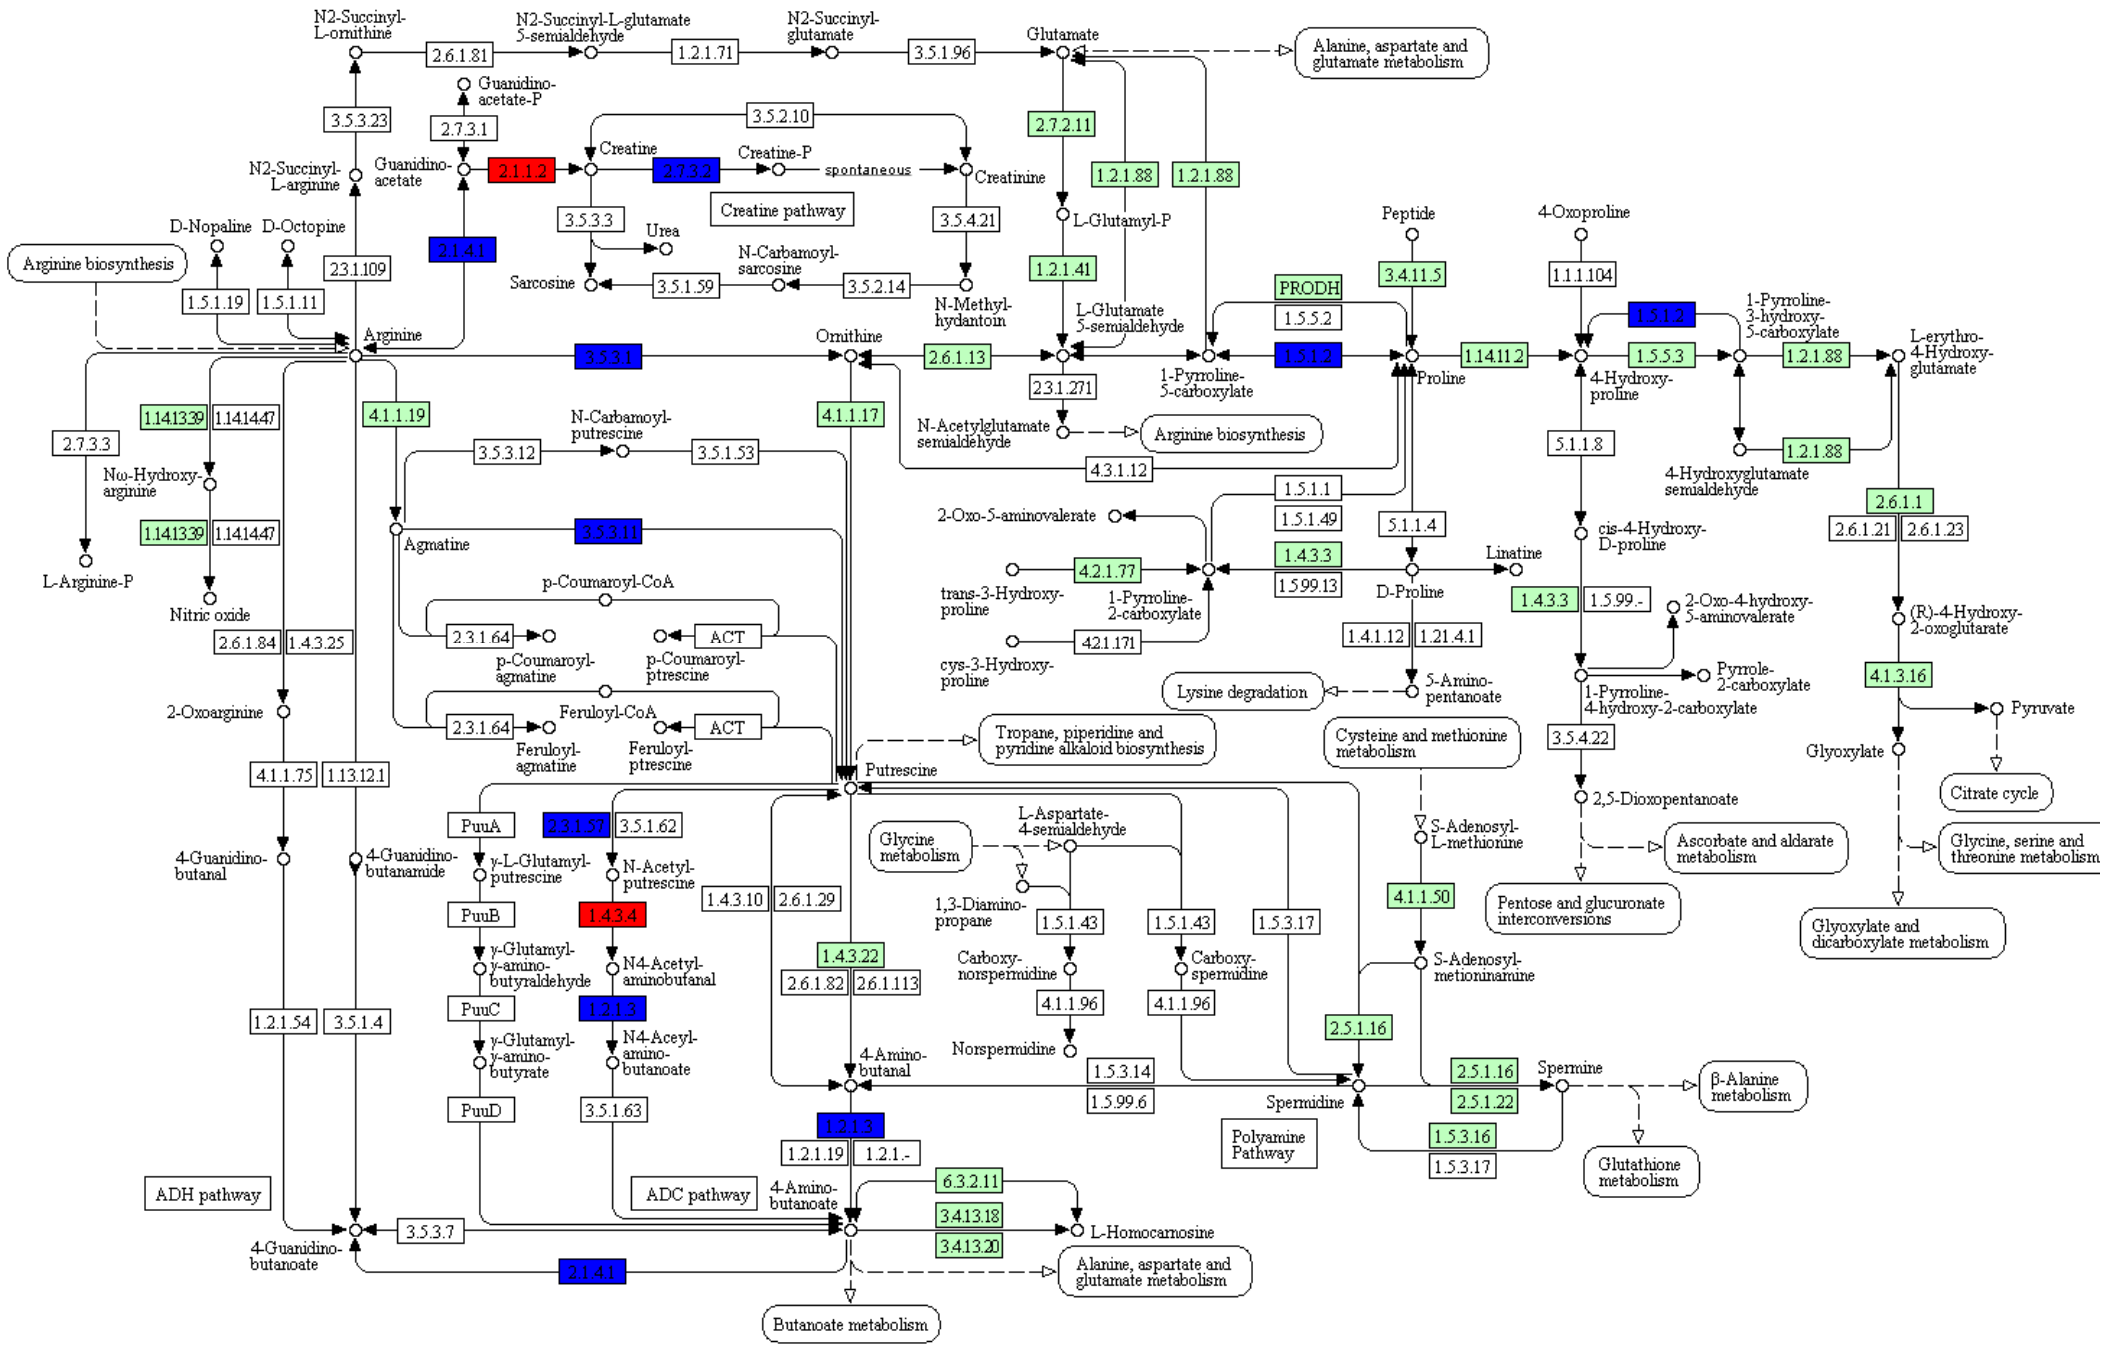 N2-Succinyl-
L-ornithine
N2-Succinyl-L-glutamate
5-semialdehyde
N2-Succinyl-
glutamate
Glutamate
2.6.1.81
1.2.1.71
3.5.1.96
Alanine, aspartate and
glutamate metabolism
Guanidino-
acetate-P
3.5.3.23
2.7.3.1
3.5.2.10
2.7.2.11
N2-Succinyl-
L-arginine
Guanidino-
acetate
2.1.1.2
Creatine
2.7.3.2
Creatine-P
spontaneous
Creatinine
1.2.1.88
1.2.1.88
Creatine pathway
3.5.3.3
3.5.4.21
L-Glutamyl-P
Peptide
4-Oxoproline
D-Nopaline
D-Octopine
Urea
2.1.4.1
Arginine biosynthesis
2.3.1.109
N-Carbamoyl-
sarcosine
1.2.1.41
3.4.11.5
1.1.1.104
Sarcosine
3.5.1.59
3.5.2.14
1.5.1.19
1.5.1.11
N-Methyl-
hydantoin
L-Glutamate
5-semialdehyde
PRODH
1.5.5.2
1.5.1.2
1-Pyrroline-
3-hydroxy-
5-carboxylate
Arginine
Ornithine
3.5.3.1
2.6.1.13
1.5.1.2
1.14.11.2
1.5.5.3
1.2.1.88
L-erythro-
4-Hydroxy-
glutamate
2.3.1.271
1-Pyrroline-
5-carboxylate
Proline
4-Hydroxy-
proline
1.14.13.39
1.14.14.47
4.1.1.19
N-Carbamoyl-
putrescine
4.1.1.17
N-Acetylglutamate
semialdehyde
Arginine biosynthesis
2.7.3.3
3.5.3.12
3.5.1.53
4.3.1.12
5.1.1.8
1.2.1.88
4-Hydroxyglutamate
semialdehyde
Nω-Hydroxy-
arginine
1.5.1.1
1.5.1.49
2.6.1.1
2.6.1.21
2.6.1.23
1.14.13.39
1.14.14.47
Agmatine
3.5.3.11
2-Oxo-5-aminovalerate
5.1.1.4
cis-4-Hydroxy-
D-proline
L-Arginine-P
p-Coumaroyl-CoA
4.2.1.77
1.4.3.3
1.5.99.13
Linatine
trans-3-Hydroxy-
proline
1-Pyrroline-
2-carboxylate
D-Proline
1.4.3.3
1.5.99.-
2-Oxo-4-hydroxy-
5-aminovalerate
(R)-4-Hydroxy-
2-oxoglutarate
Nitric oxide
2.6.1.84
1.4.3.25
2.3.1.64
ACT
4.2.1.171
1.4.1.12
1.21.4.1
p-Coumaroyl-
agmatine
p-Coumaroyl-
ptrescine
cys-3-Hydroxy-
proline
Lysine degradation
5-Amino-
pentanoate
Pyrrole-
2-carboxylate
4.1.3.16
1-Pyrroline-
4-hydroxy-2-carboxylate
2-Oxoarginine
Feruloyl-CoA
2.3.1.64
ACT
Pyruvate
Feruloyl-
agmatine
Feruloyl-
ptrescine
Tropane, piperidine and
pyridine alkaloid biosynthesis
Cysteine and methionine
metabolism
3.5.4.22
Glyoxylate
4.1.1.75
1.13.12.1
Putrescine
Citrate cycle
2,5-Dioxopentanoate
PuuA
2.3.1.57
3.5.1.62
Glycine
metabolism
L-Aspartate-
4-semialdehyde
S-Adenosyl-
L-methionine
Ascorbate and aldarate
metabolism
Glycine, serine and
threonine metabolism
4-Guanidino-
butanal
4-Guanidino-
butanamide
γ-L-Glutamyl-
putrescine
N-Acetyl-
putrescine
1.4.3.10
2.6.1.29
4.1.1.50
Pentose and glucuronate
interconversions
PuuB
1.4.3.4
1,3-Diamino-
propane
1.5.1.43
1.5.1.43
1.5.3.17
Glyoxylate and
dicarboxylate metabolism
γ-Glutamyl-
γ-amino-
butyraldehyde
N4-Acetyl-
aminobutanal
1.4.3.22
2.6.1.82
2.6.1.113
Carboxy-
norspermidine
Carboxy-
spermidine
S-Adenosyl-
metioninamine
PuuC
1.2.1.3
4.1.1.96
4.1.1.96
1.2.1.54
3.5.1.4
2.5.1.16
γ-Glutamyl-
γ-amino-
butyrate
N4-Aceyl-
amino-
butanoate
4-Amino-
butanal
Norspermidine
1.5.3.14
1.5.99.6
2.5.1.16
2.5.1.22
Spermine
β-Alanine
metabolism
PuuD
3.5.1.63
1.2.1.3
Spermidine
1.2.1.19
1.2.1.-
Polyamine
Pathway
1.5.3.16
1.5.3.17
Glutathione
metabolism
ADH pathway
ADC pathway
4-Amino-
butanoate
6.3.2.11
3.4.13.18
3.4.13.20
L-Homocarnosine
3.5.3.7
4-Guanidino-
butanoate
2.1.4.1
Alanine, aspartate and
glutamate metabolism
Butanoate metabolism